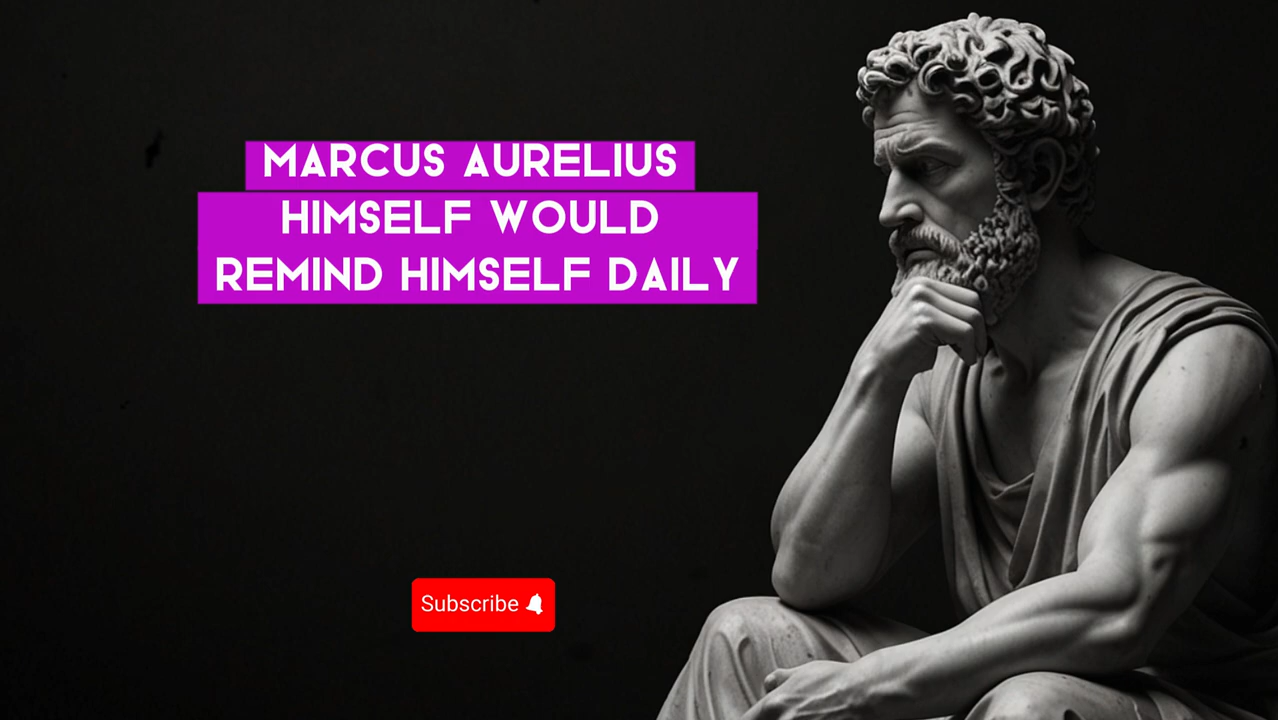 MARCUS AURELIUS
HIMSELF WOULD
REMIND HIMSELF DAILY
Subscribe